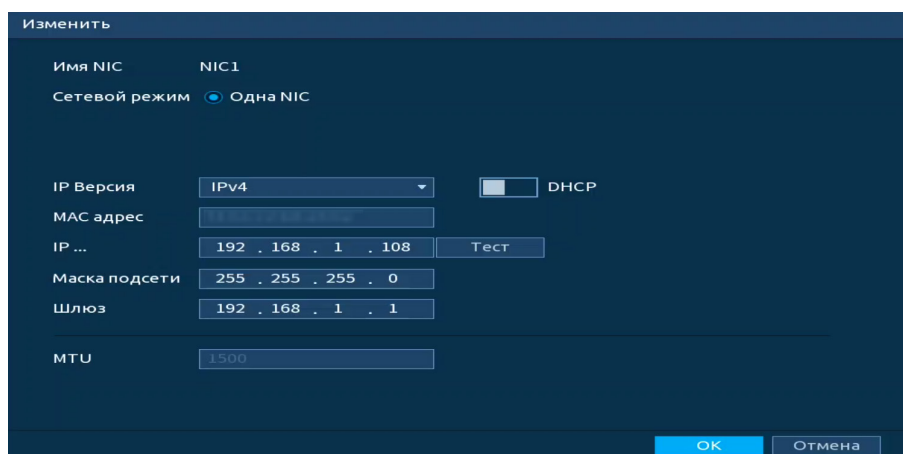 Изменить
Имя NIC NIC1
Сетевой режим Одна NIC
IP Версия IPv4 DHCP
MAC адрес
IP ... 192 . 168 . 1 . 108 Тест
Маска подсети 255 . 255 . 255 . 0
Шлюз 192 . 168 . 1 . 1
MTU 1500
OK Отмена